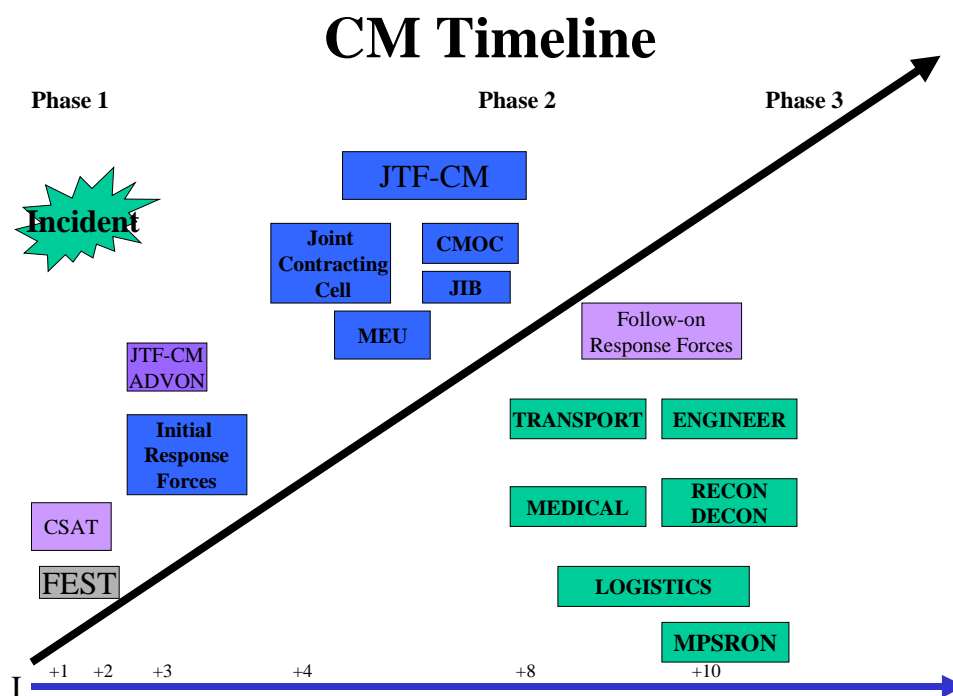 CM Timeline
Phase 1
Phase 2
Phase 3
JTF-CM
Incident
Joint
Contracting
Cell
CMOC
JIB
MEU
Follow-on
Response Forces
JTF-CM
ADVON
Initial
Response
Forces
TRANSPORT
ENGINEER
CSAT
MEDICAL
RECON
DECON
FEST
LOGISTICS
MPSRON
I
+1
+2
+3
+4
+8
+10